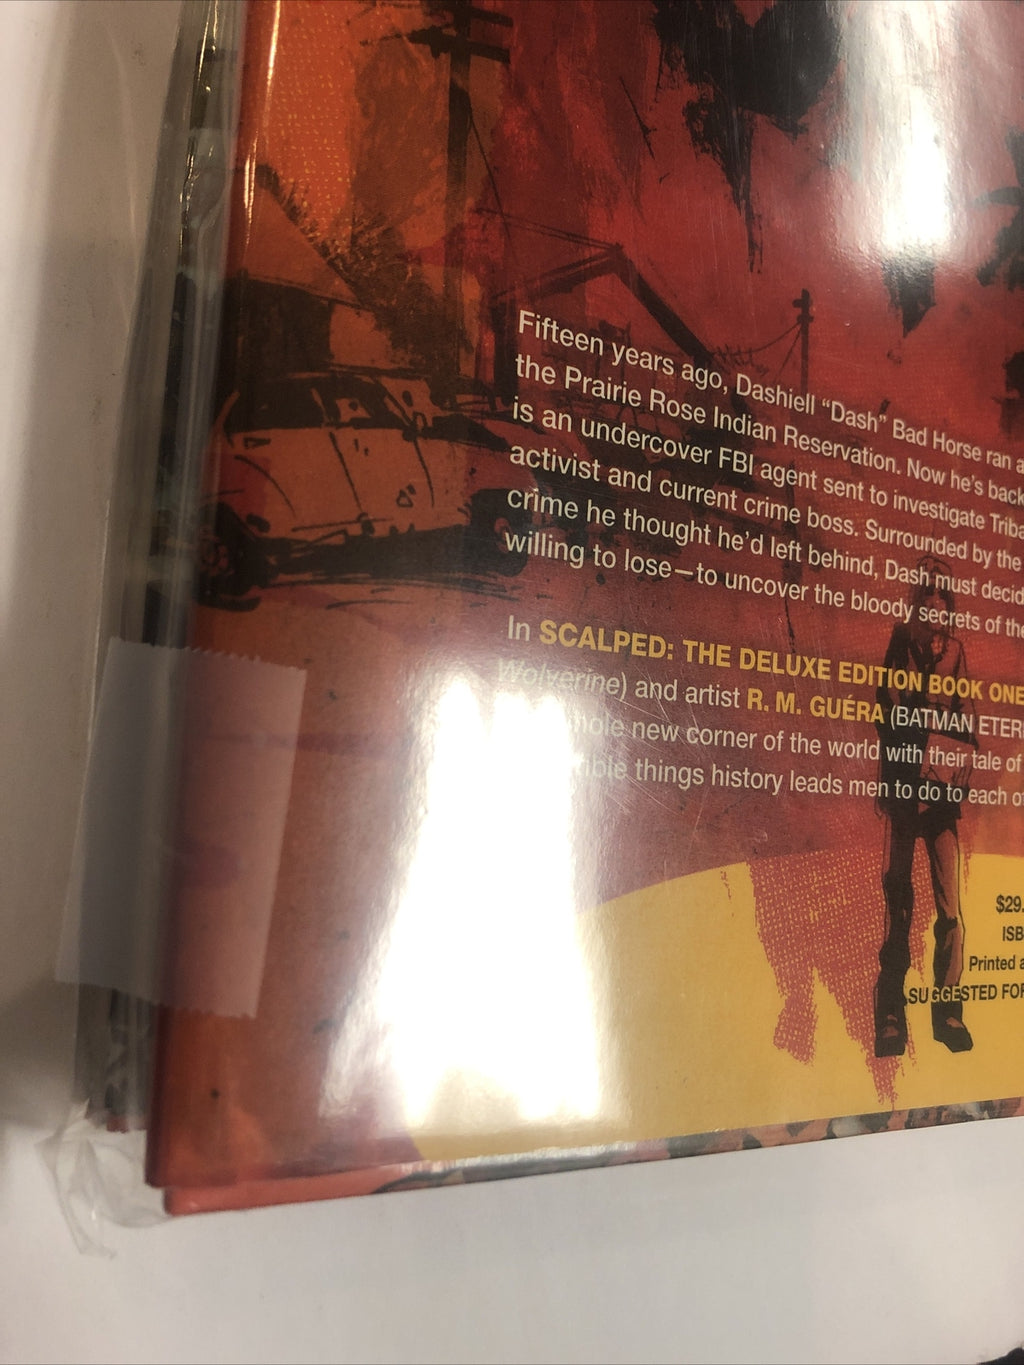 Fifteen years ago, Dashiell “Dash” Bad Horse ran a
the Prairie Rose Indian Reservation. Now he’s back
is an undercover FBI agent sent to investigate Triba
activist and current crime boss. Surrounded by the
crime he thought he’d left behind, Dash must decid
willing to lose—to uncover the bloody secrets of the
In SCALPED: THE DELUXE EDITION BOOK ONE
Wolverine) and artist R. M. GUÉRA (BATMAN ETER
new corner of the world with their tale of
things history leads men to do to each o
$29.
ISB
Printed a
SUGGESTED FOR